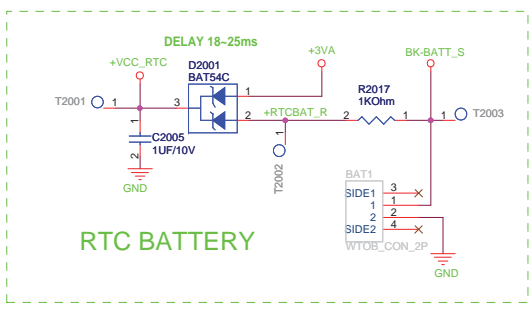 DELAY 18~25ms
+VCC_RTC
D2001
BAT54C
+3VA
BK-BATT_S
T2001
1
3
1
2
+RTCBAT_R
R2017
1KOhm
2
1
1
T2003
1
C2005
1UF/10V
2
GND
1
T2002
BAT1
SIDE1
3
1
1
2
2
SIDE2
4
WTOB_CON_2P
GND
RTC BATTERY